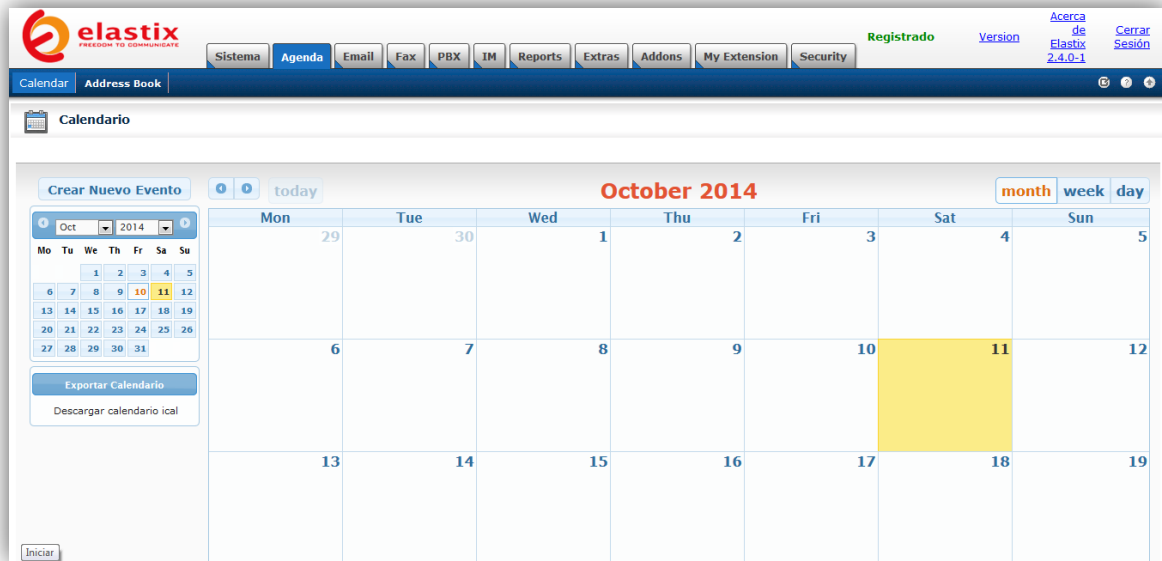 elastix
FREEDOM TO COMMUNICATE
Sistema Agenda Email Fax PBX IM Reports Extras Addons My Extension Security
Registrado
Version
Acerca
de
Elastix
2.4.0-1
Cerrar
Sesión
Calendar Address Book
Calendario
Crear Nuevo Evento
today
October 2014
month week day
Oct 2014
Mo Tu We Th Fr Sa Su
1 2 3 4 5
6 7 8 9 10 11 12
13 14 15 16 17 18 19
20 21 22 23 24 25 26
27 28 29 30 31
Exportar Calendario
Descargar calendario ical
Mon Tue Wed Thu Fri Sat Sun
29 30 1 2 3 4 5
6 7 8 9 10 11 12
13 14 15 16 17 18 19
Iniciar